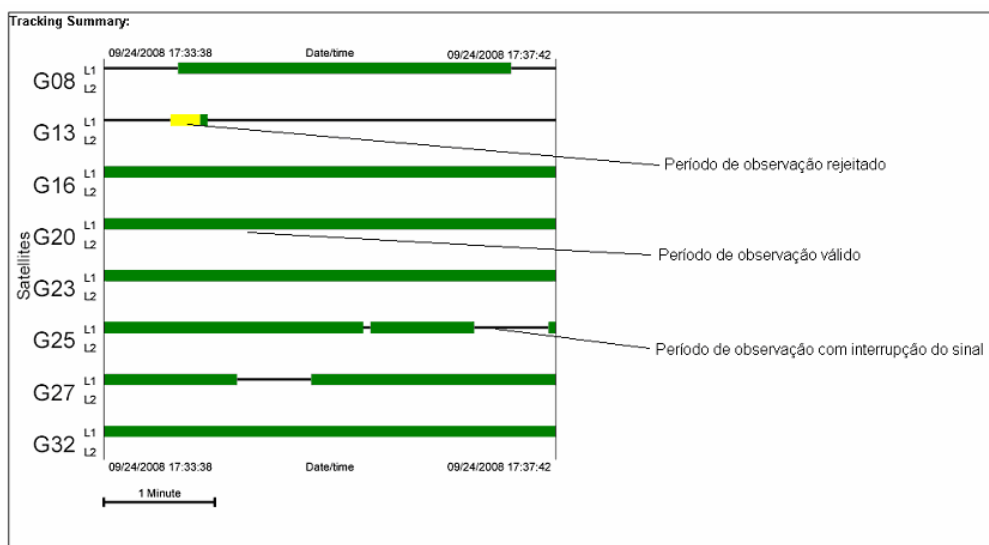 Tracking Summary:
09/24/2008 17:33:38 Date/time 09/24/2008 17:37:42
G08 L1
L2
G13 L1
L2
Período de observação rejeitado
G16 L1
L2
G20 L1
L2
Período de observação válido
Satellites
G23 L1
L2
G25 L1
L2
Período de observação com interrupção do sinal
G27 L1
L2
G32 L1
L2
09/24/2008 17:33:38 Date/time 09/24/2008 17:37:42
1 Minute